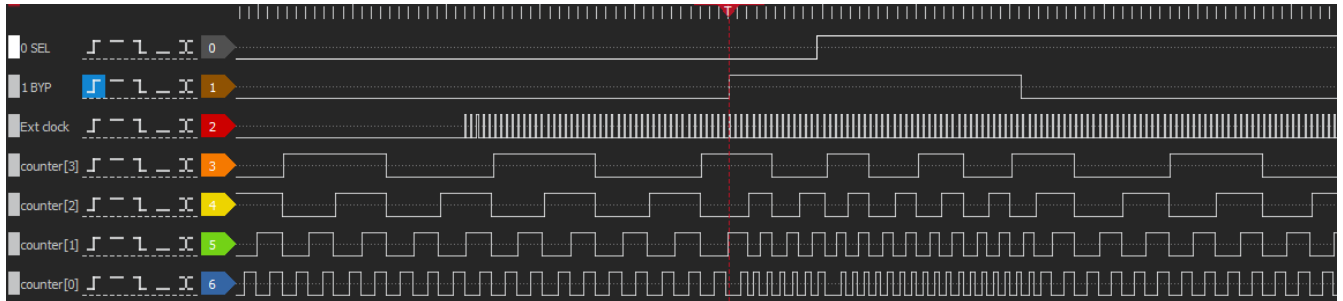 T
0 SEL 0
1 BYP 1
Ext clock 2
counter[3] 3
counter[2] 4
counter[1] 5
counter[0] 6